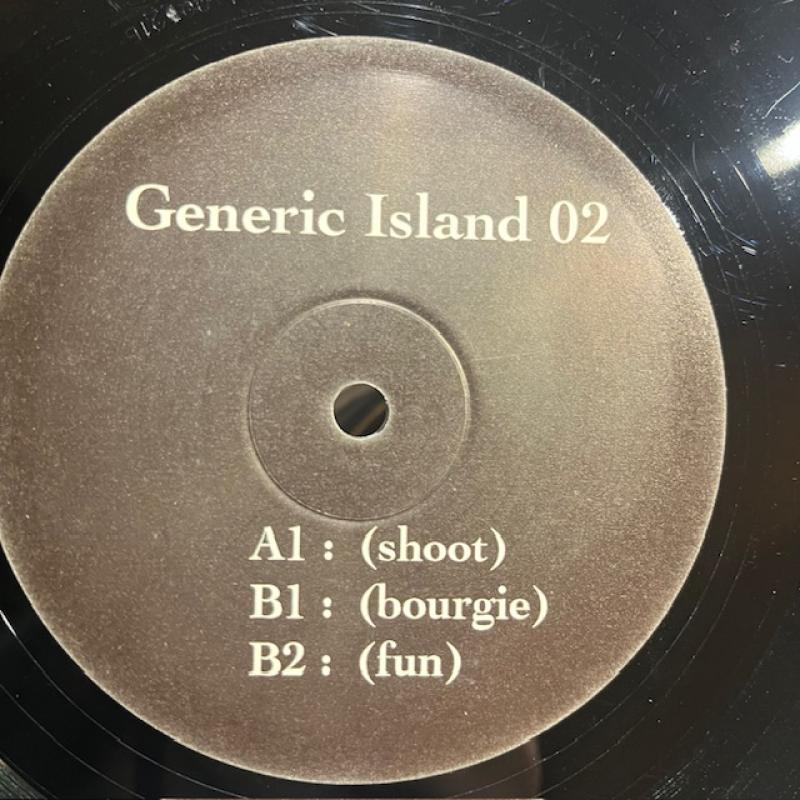 Generic Island 02
A1 : (shoot)
B1 : (bourgie)
B2 : (fun)